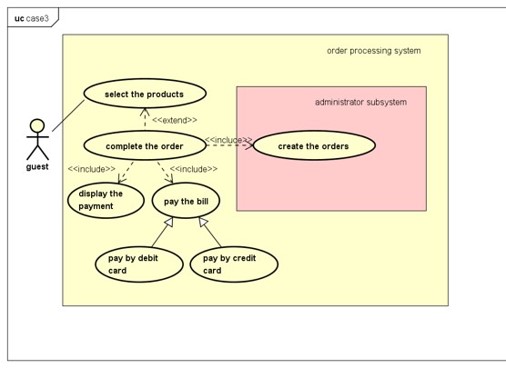 uc case3
order processing system
select the products
administrator subsystem
<<extend>>
complete the order
<<include>>
create the orders
guest
<<include>>
<<include>>
display the
payment
pay the bill
pay by debit
card
pay by credit
card